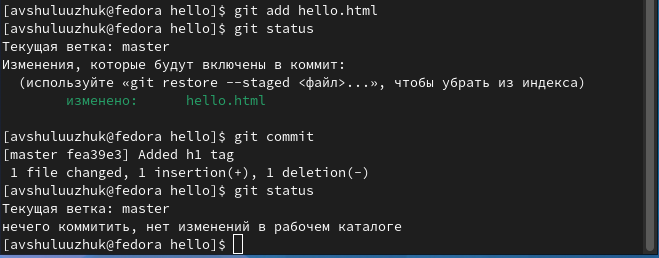 [avshuluuzhuk@fedora hello]$ git add hello.html
[avshuluuzhuk@fedora hello]$ git status
Текущая ветка: master
Изменения, которые будут включены в коммит:
  (используйте «git restore --staged <файл>...», чтобы убрать из индекса)
        изменено:      hello.html

[avshuluuzhuk@fedora hello]$ git commit
[master fea39e3] Added h1 tag
 1 file changed, 1 insertion(+), 1 deletion(-)
[avshuluuzhuk@fedora hello]$ git status
Текущая ветка: master
нечего коммитить, нет изменений в рабочем каталоге
[avshuluuzhuk@fedora hello]$